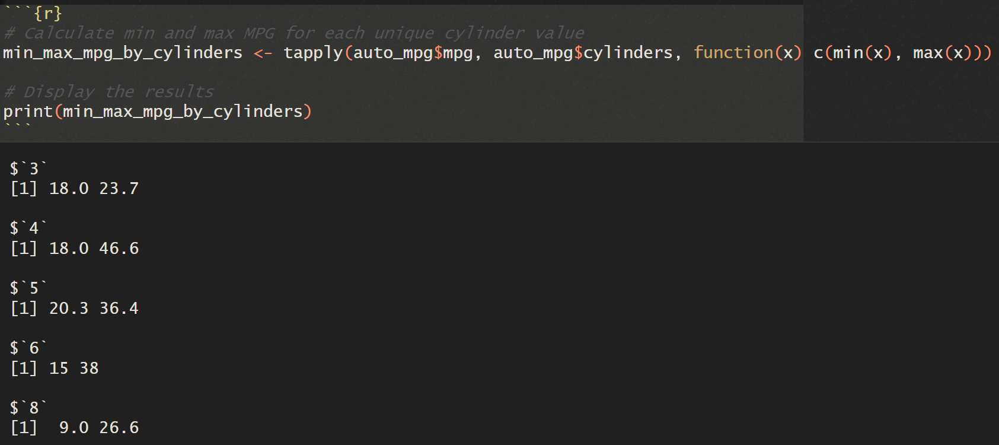 ```{r}
# Calculate min and max MPG for each unique cylinder value
min_max_mpg_by_cylinders <- tapply(auto_mpg$mpg, auto_mpg$cylinders, function(x) c(min(x), max(x)))
# Display the results
print(min_max_mpg_by_cylinders)
```
$`3`
[1] 18.0 23.7
$`4`
[1] 18.0 46.6
$`5`
[1] 20.3 36.4
$`6`
[1] 15 38
$`8`
[1]  9.0 26.6